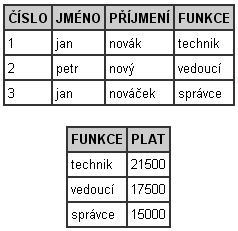 ČÍSLO JMÉNO PŘÍJMENÍ FUNKCE
1 jan novák technik
2 petr nový vedoucí
3 jan nováček správce
FUNKCE PLAT
technik 21500
vedoucí 17500
správce 15000